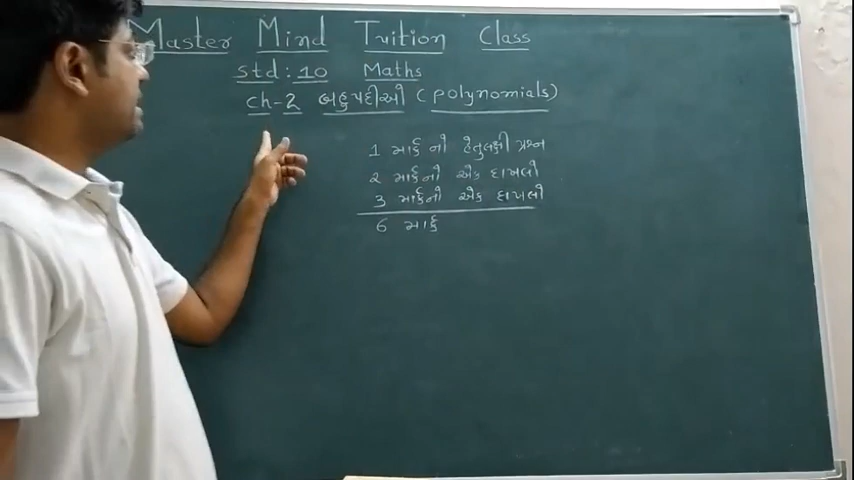 Master Mind Tuition Class
std : 10 Maths
ch-2 બહુપદીઓ (polynomials)
1 માર્કનો હેતુલક્ષી પ્રશ્ન
2 માર્કનો એક દાખલો
3 માર્કનો એક દાખલો
6 માર્ક